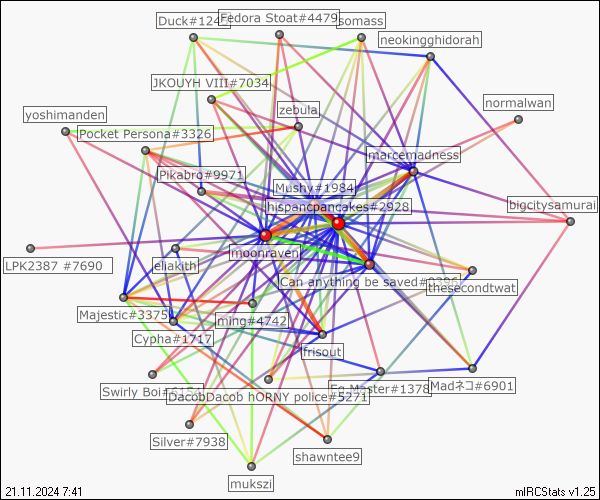 Duck#124
Fedora Stoat#4479
somass
neokingghidorah
JKOUYH VIII#7034
zebula
normalwan
yoshimanden
Pocket Persona#3326
marcemadness
Pikabro#9971
Mushy#1984
hispancpancakes#2928
bigcitysamurai
moonraven
LPK2387 #7690
eliakith
Can anything be saved
thesecondtwat
Majestic#3375
ming#4742
Cypha#1717
frisout
Swirly Boi
DacobDacob hORNY police#5271
Master#1378
Madネコ#6901
Silver#7938
shawntee9
mukszi
21.11.2024 7:41
mIRCStats v1.25